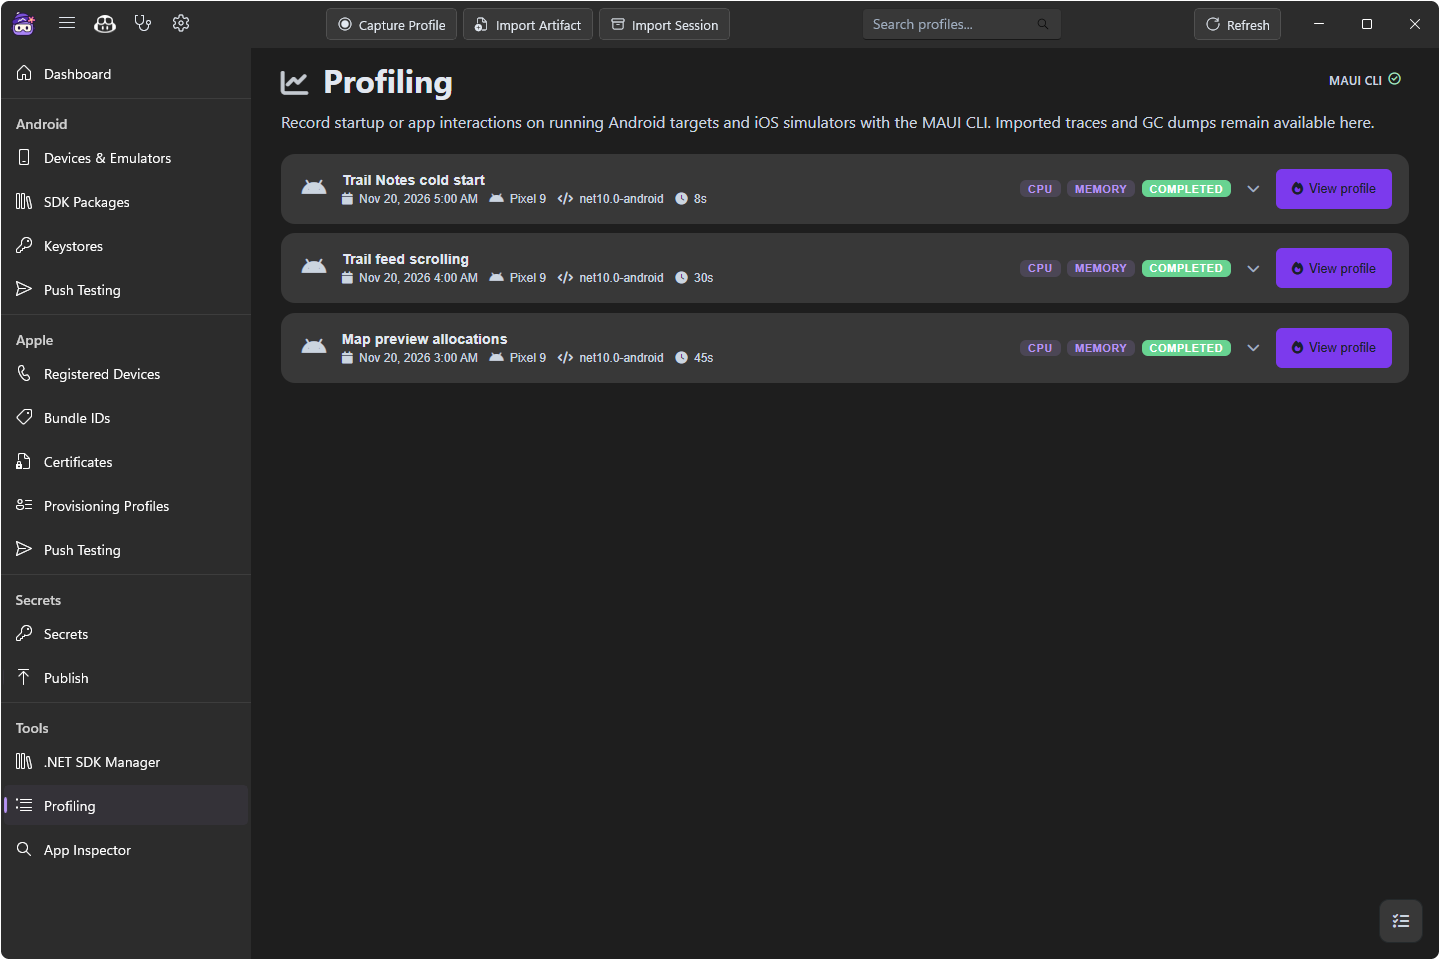 Capture Profile
Import Artifact
Import Session
Search profiles...
Refresh
Dashboard
Android
Devices & Emulators
SDK Packages
Keystores
Push Testing
Apple
Registered Devices
Bundle IDs
Certificates
Provisioning Profiles
Push Testing
Secrets
Secrets
Publish
Tools
.NET SDK Manager
Profiling
App Inspector
Profiling
MAUI CLI
Record startup or app interactions on running Android targets and iOS simulators with the MAUI CLI. Imported traces and GC dumps remain available here.
Trail Notes cold start
Nov 20, 2026 5:00 AM Pixel 9 net10.0-android 8s
CPU MEMORY COMPLETED View profile
Trail feed scrolling
Nov 20, 2026 4:00 AM Pixel 9 net10.0-android 30s
CPU MEMORY COMPLETED View profile
Map preview allocations
Nov 20, 2026 3:00 AM Pixel 9 net10.0-android 45s
CPU MEMORY COMPLETED View profile